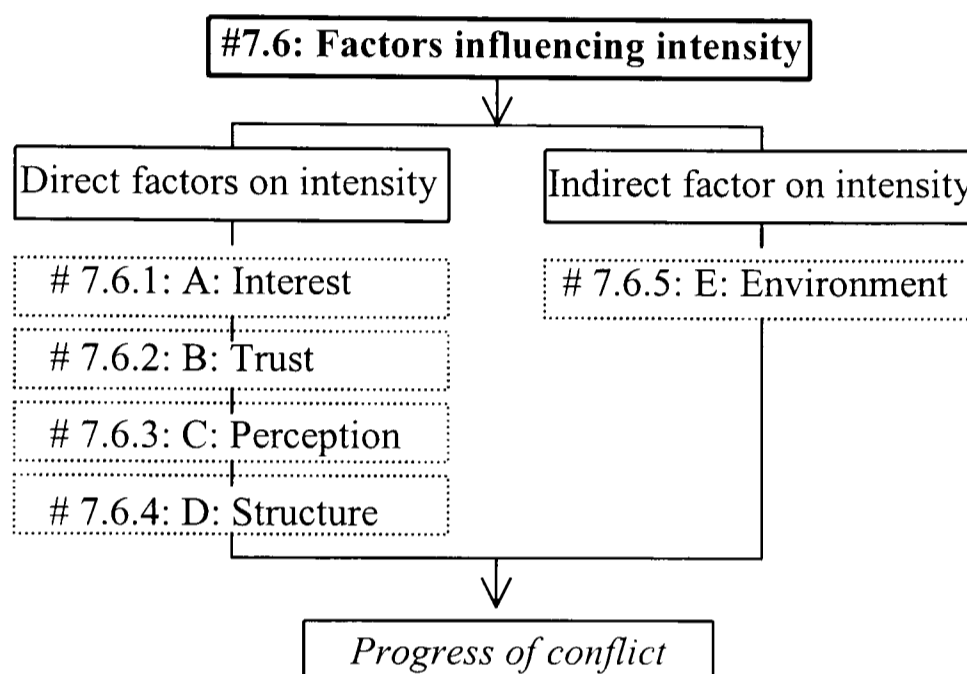 #7.6: Factors influencing intensity
Direct factors on intensity
Indirect factor on intensity
# 7.6.1: A: Interest
# 7.6.2: B: Trust
# 7.6.3: C: Perception
# 7.6.4: D: Structure
# 7.6.5: E: Environment
Progress of conflict